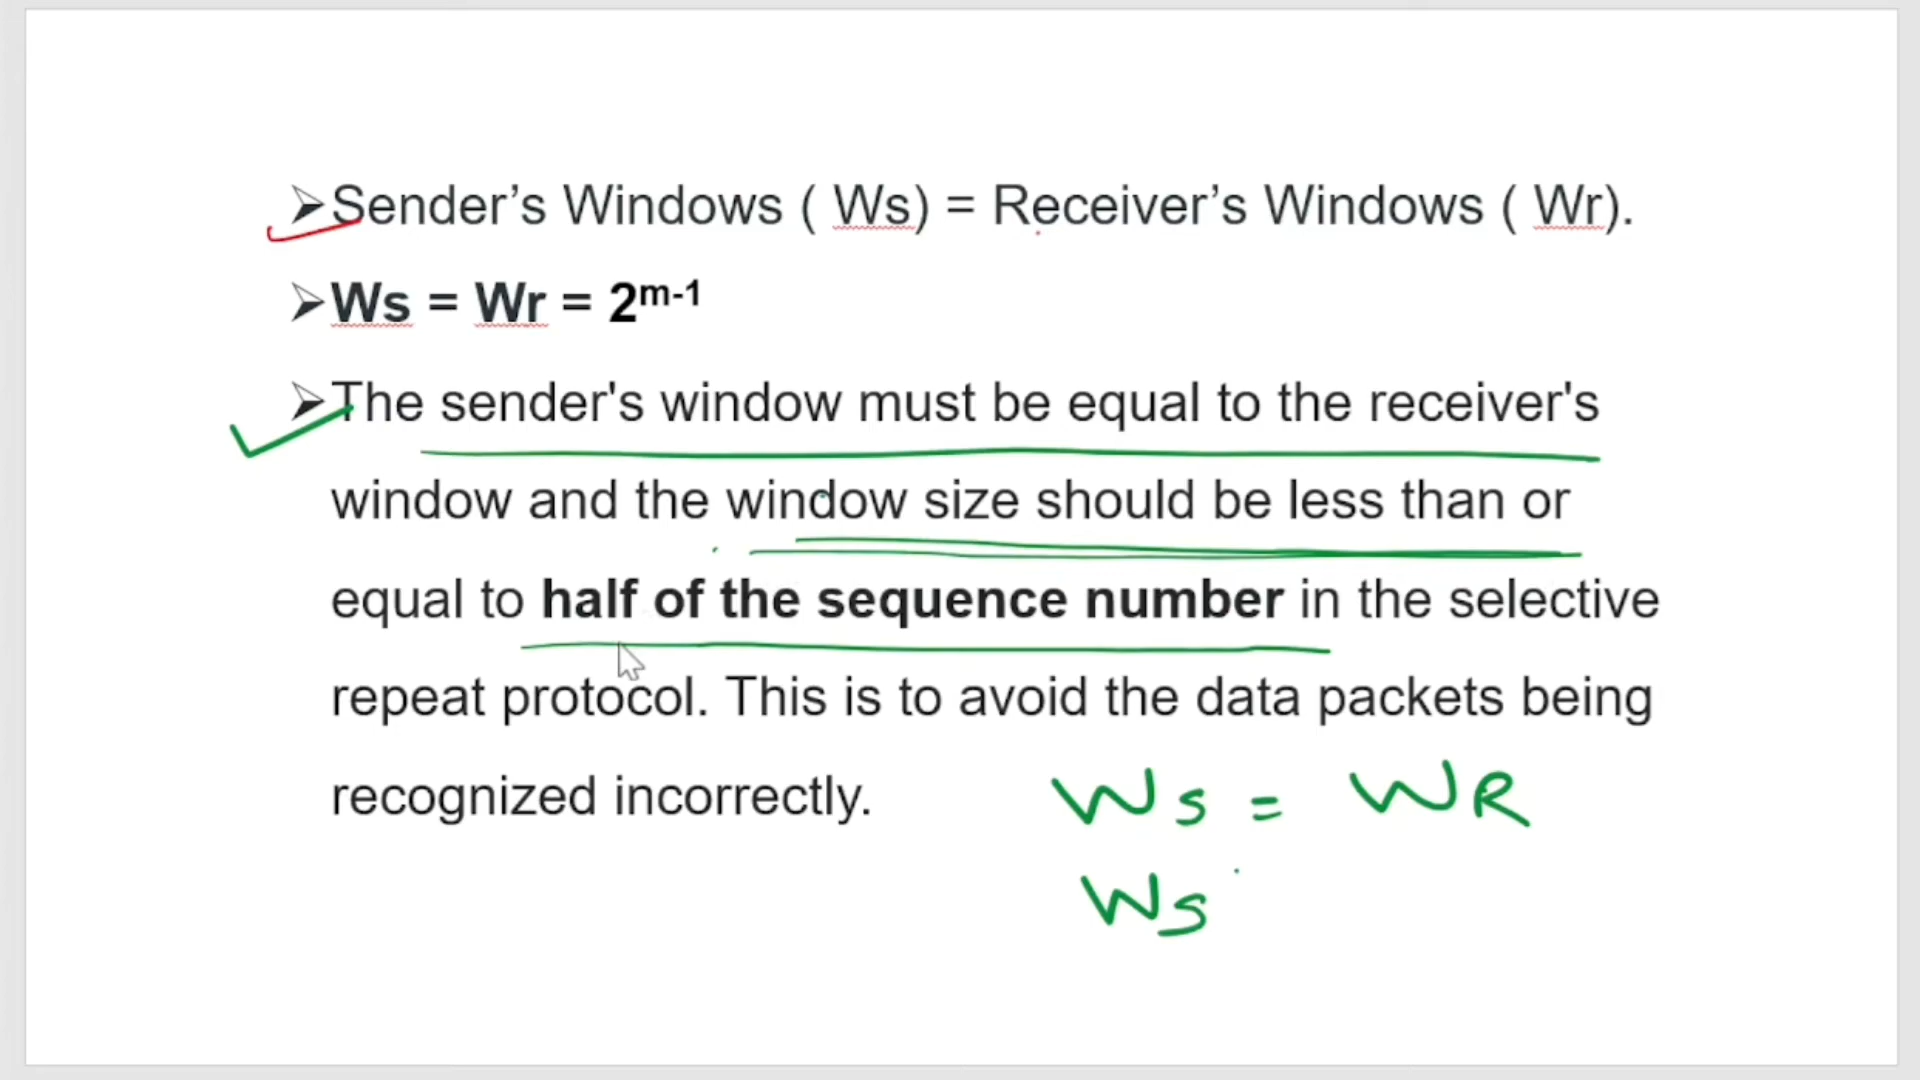 ➢Sender’s Windows ( Ws) = Receiver’s Windows ( Wr).
➢Ws = Wr = 2ᵐ⁻¹
➢The sender's window must be equal to the receiver's
window and the window size should be less than or
equal to half of the sequence number in the selective
repeat protocol. This is to avoid the data packets being
recognized incorrectly.
Ws = WR
Ws